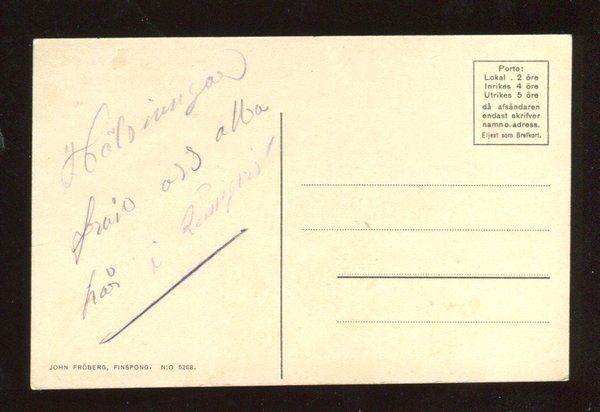 Hälsningar
från oss alla
här i
Porto:
Lokal . 2 öre
Inrikes 4 öre
Utrikes 5 öre
då afsändaren
endast skrifver
namn o. adress.
Eljest som Brefkort.
JOHN FRÖBERG, FINSPONG. N:O 5268.